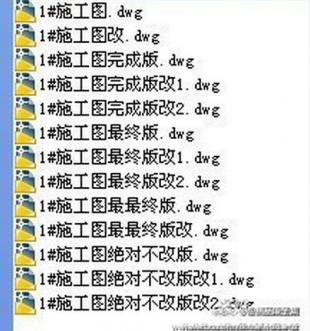 1#施工图.dwg
1#施工图改.dwg
1#施工图完成版.dwg
1#施工图完成版改1.dwg
1#施工图完成版改2.dwg
1#施工图最终版.dwg
1#施工图最终版改1.dwg
1#施工图最终版改2.dwg
1#施工图最最终版.dwg
1#施工图最最终版改.dwg
1#施工图绝对不改版.dwg
1#施工图绝对不改版改1.dwg
1#施工图绝对不改版改2.dwg